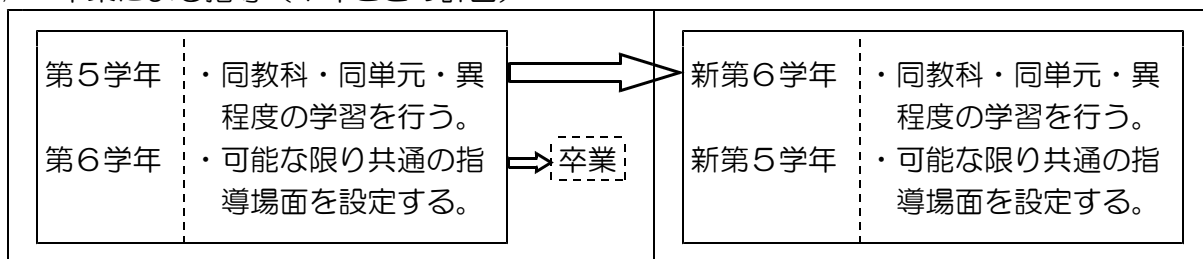 第5学年 ・同教科・同単元・異
程度の学習を行う。
第6学年 ・可能な限り共通の指
導場面を設定する。
卒業
新第6学年 ・同教科・同単元・異
程度の学習を行う。
新第5学年 ・可能な限り共通の指
導場面を設定する。